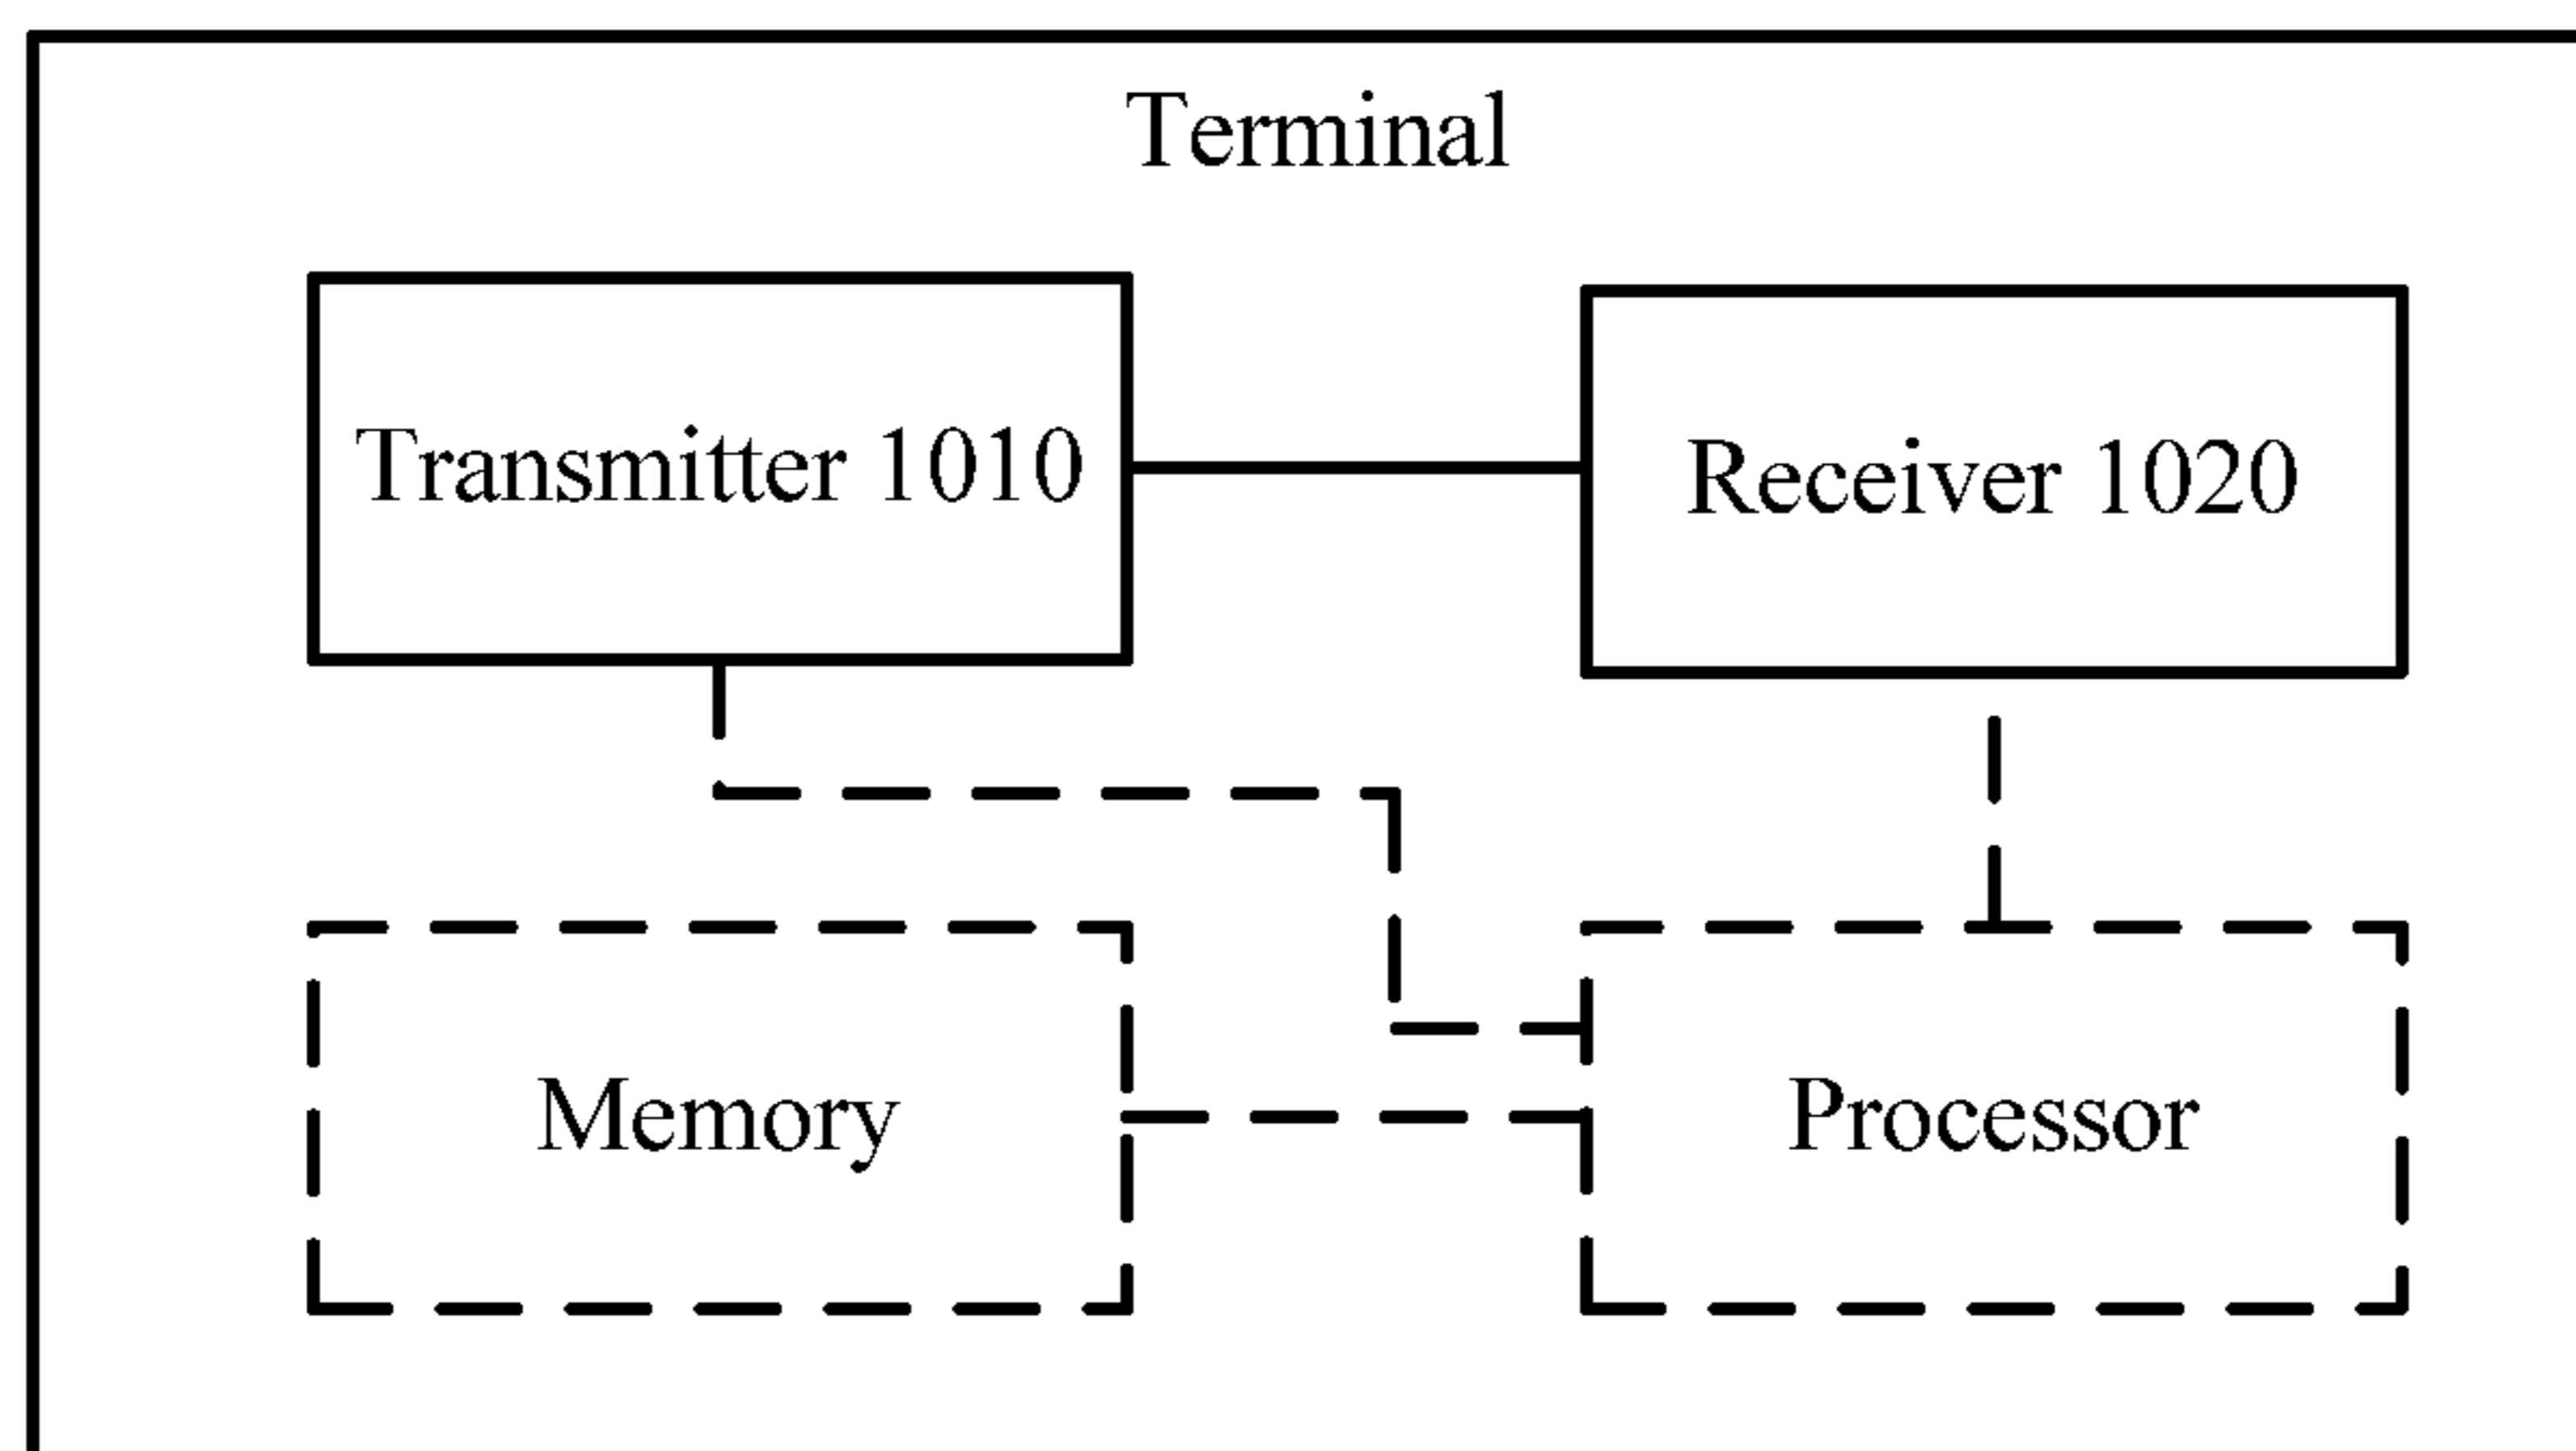 Terminal
Transmitter 1010
Receiver 1020
Memory
Processor